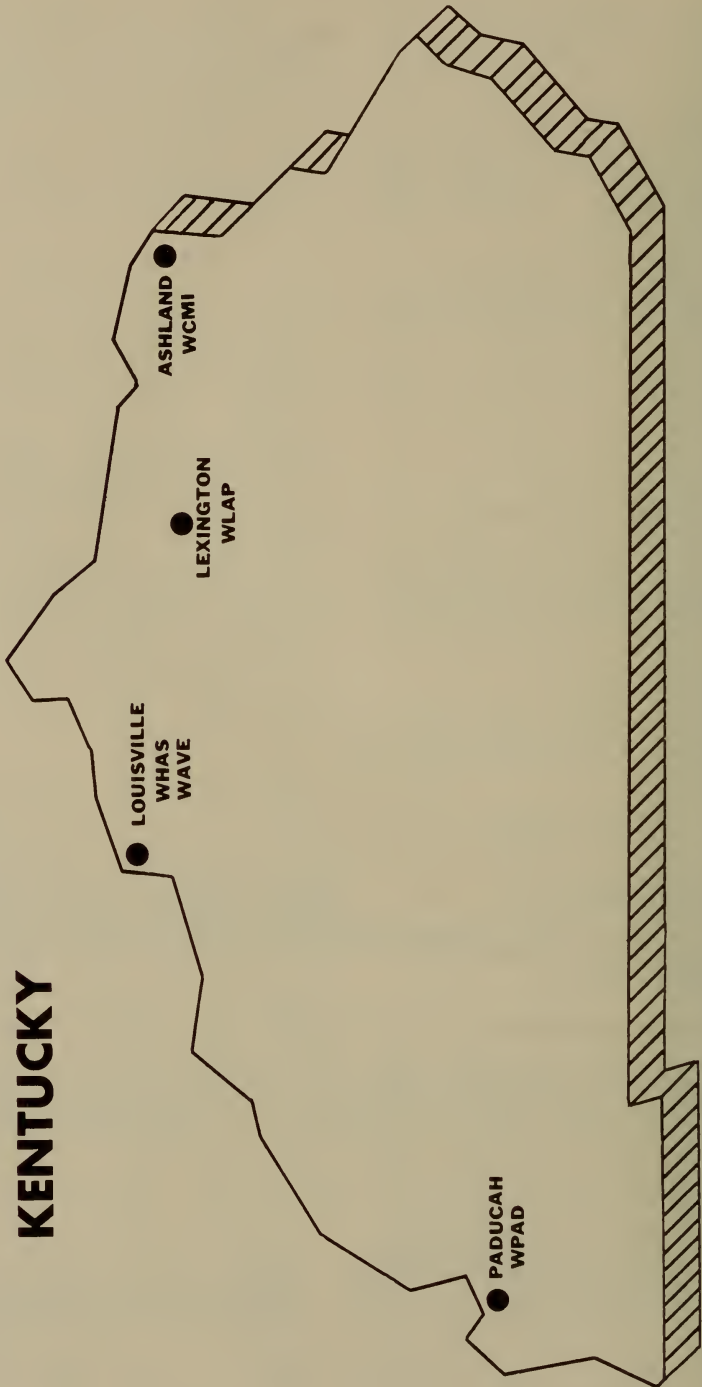 KENTUCKY
LOUISVILLE
WHAS
WAVE
LEXINGTON
WLAP
ASHLAND
WCMI
PADUCAH
WPAD